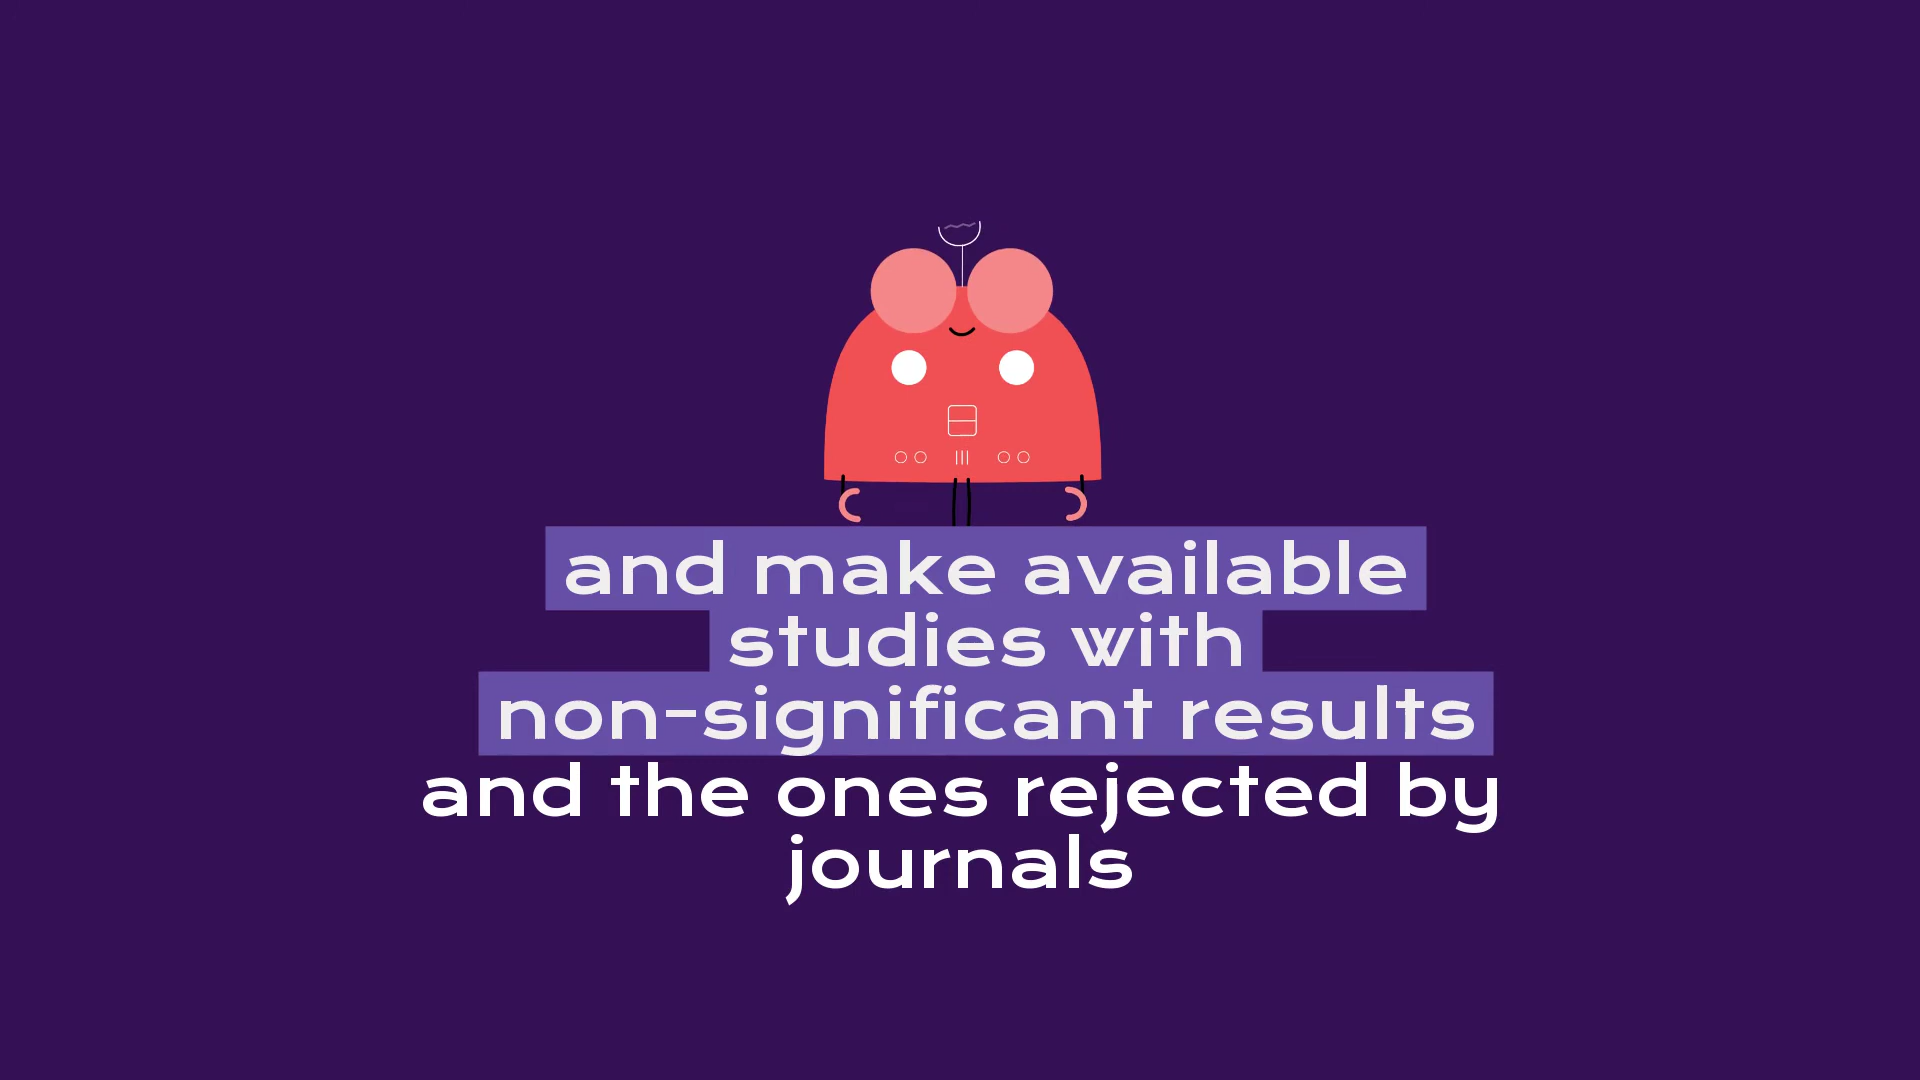 and make available
studies with
non-significant results
and the ones rejected by
journals